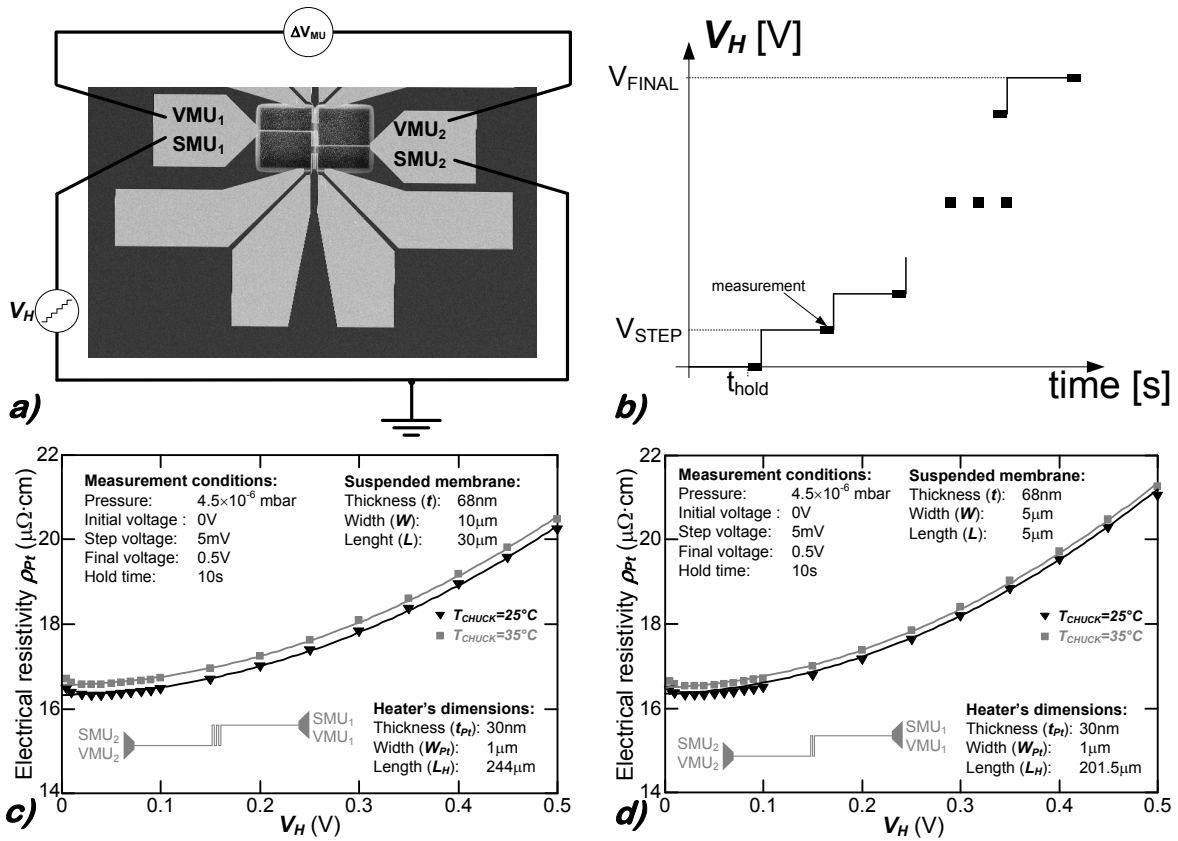 ΔV_MU
VMU₁
SMU₁
VMU₂
SMU₂
V_H
a)
V_H [V]
V_FINAL
measurement
V_STEP
t_hold
time [s]
b)
Electrical resistivity ρ_Pt (μΩ·cm)
22
20
18
16
14
Measurement conditions:
Pressure: 4.5×10⁻⁶ mbar
Initial voltage : 0V
Step voltage: 5mV
Final voltage: 0.5V
Hold time: 10s
Suspended membrane:
Thickness (t): 68nm
Width (W): 10μm
Lenght (L): 30μm
T_CHUCK=25°C
T_CHUCK=35°C
SMU₂
VMU₂
SMU₁
VMU₁
Heater's dimensions:
Thickness (t_Pt): 30nm
Width (W_Pt): 1μm
Length (L_H): 244μm
0 0.1 0.2 0.3 0.4 0.5
V_H (V)
c)
Electrical resistivity ρ_Pt (μΩ·cm)
22
20
18
16
14
Measurement conditions:
Pressure: 4.5×10⁻⁶ mbar
Initial voltage: 0V
Step voltage: 5mV
Final voltage: 0.5V
Hold time: 10s
Suspended membrane:
Thickness (t): 68nm
Width (W): 5μm
Length (L): 5μm
T_CHUCK=25°C
T_CHUCK=35°C
SMU₂
VMU₂
SMU₁
VMU₁
Heater's dimensions:
Thickness (t_Pt): 30nm
Width (W_Pt): 1μm
Length (L_H): 201.5μm
0 0.1 0.2 0.3 0.4 0.5
V_H (V)
d)